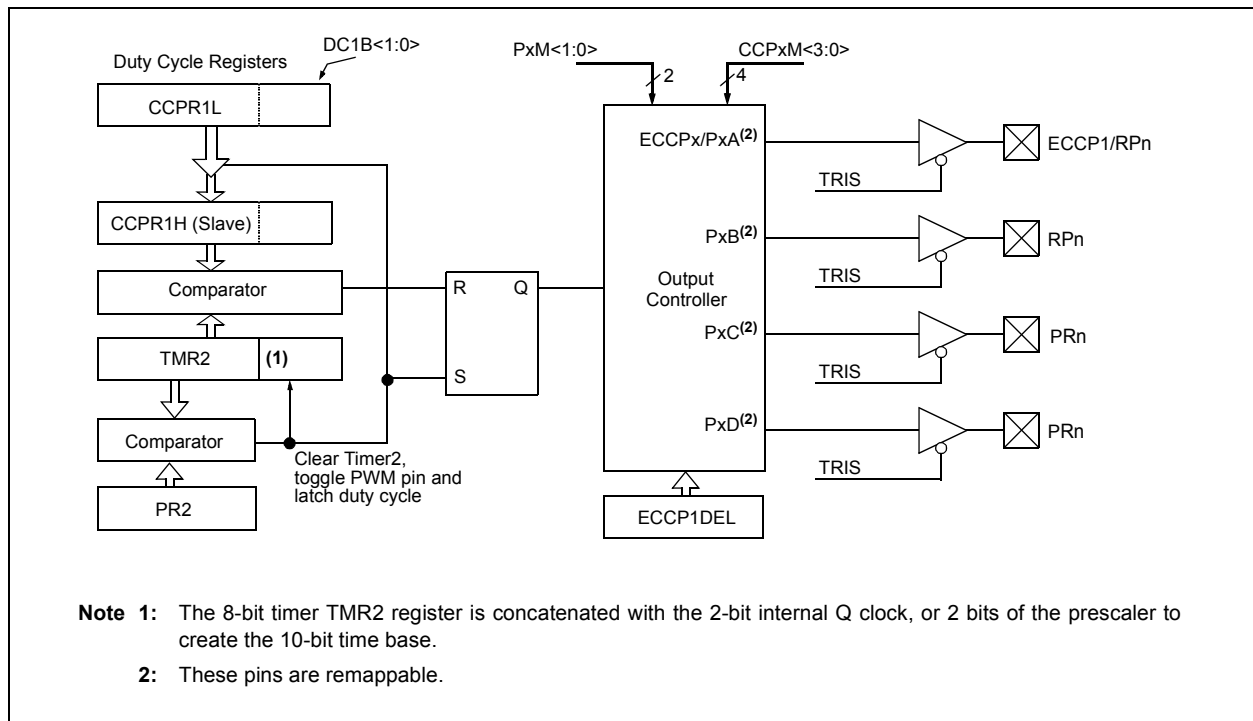 DC1B<1:0>
Duty Cycle Registers
CCPR1L
CCPR1H (Slave)
Comparator
TMR2 (1)
Comparator
PR2
Clear Timer2,
toggle PWM pin and
latch duty cycle
R Q
S
PxM<1:0>
2
CCPxM<3:0>
4
ECCPx/PxA(2)
PxB(2)
Output
Controller
PxC(2)
PxD(2)
ECCP1DEL
TRIS
ECCP1/RPn
TRIS
RPn
TRIS
PRn
TRIS
PRn
Note 1: The 8-bit timer TMR2 register is concatenated with the 2-bit internal Q clock, or 2 bits of the prescaler to
create the 10-bit time base.
2: These pins are remappable.